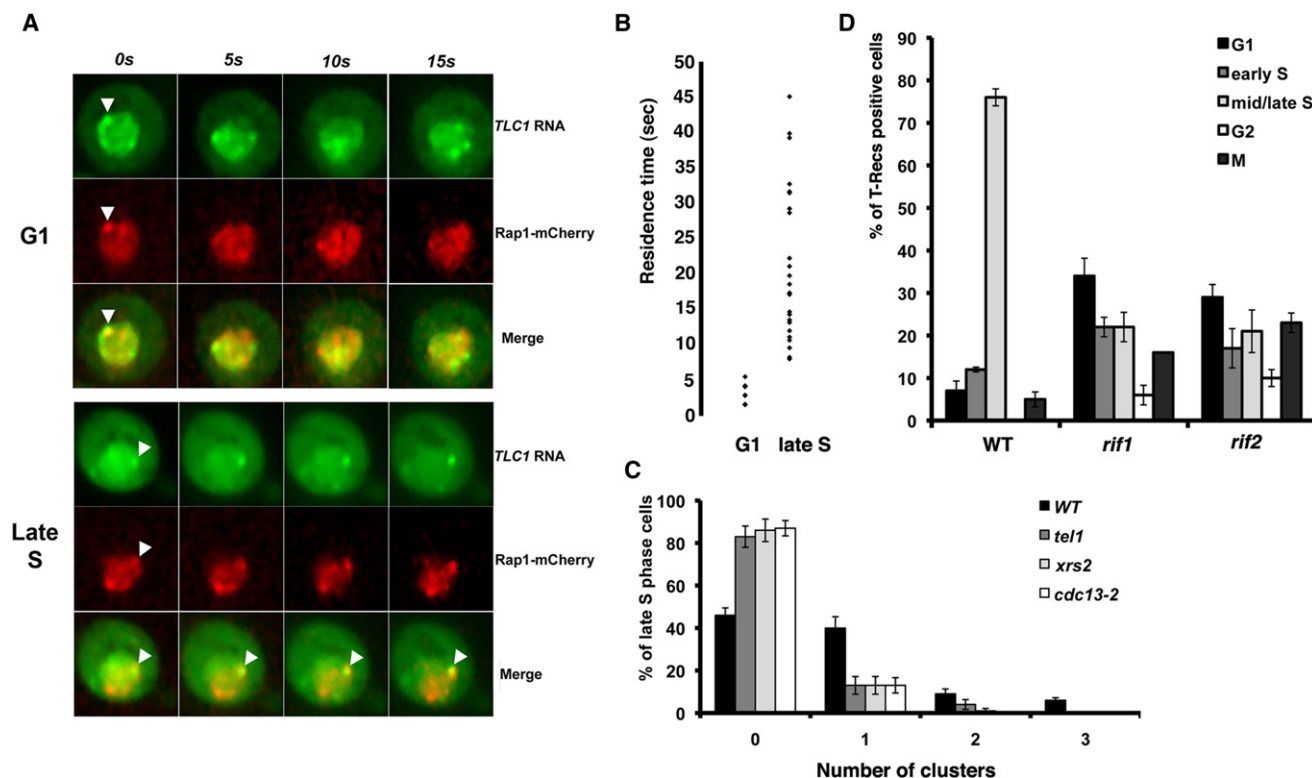 A
0s 5s 10s 15s
TLC1 RNA
G1
Rap1-mCherry
Merge
TLC1 RNA
Late
S
Rap1-mCherry
Merge
B
Residence time (sec)
50
45
40
35
30
25
20
15
10
5
0
G1 late S
C
% of late S phase cells
100
80
60
40
20
0
0 1 2 3
Number of clusters
WT
tel1
xrs2
cdc13-2
D
% of T-Recs positive cells
90
80
70
60
50
40
30
20
10
0
WT rif1 rif2
G1
early S
mid/late S
G2
M